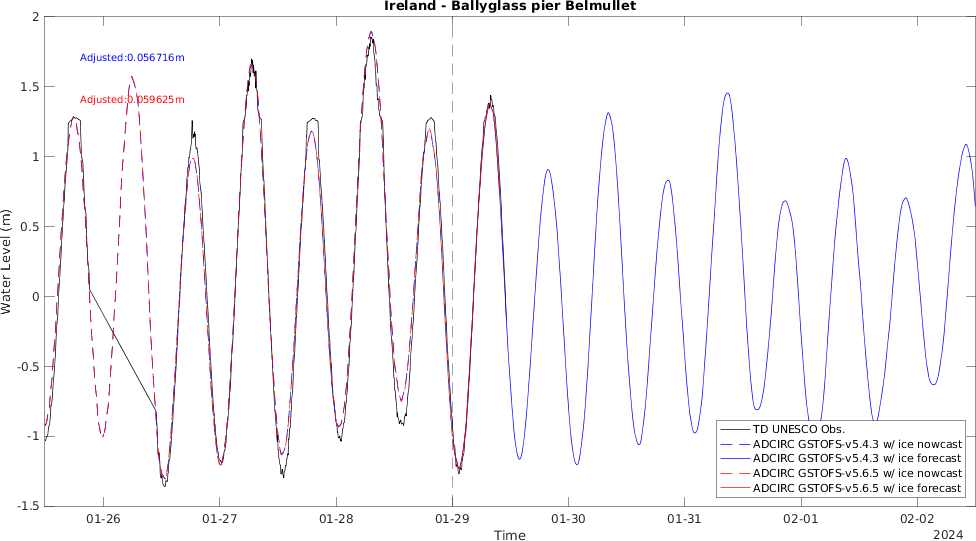 Ireland - Ballyglass pier Belmullet
Adjusted:0.056716m
Adjusted:0.059625m
Water Level (m)
2
1.5
1
0.5
0
-0.5
-1
-1.5
TD UNESCO Obs.
ADCIRC GSTOFS-v5.4.3 w/ ice nowcast
ADCIRC GSTOFS-v5.4.3 w/ ice forecast
ADCIRC GSTOFS-v5.6.5 w/ ice nowcast
ADCIRC GSTOFS-v5.6.5 w/ ice forecast
01-26 01-27 01-28 01-29 01-30 01-31 02-01 02-02
Time
2024